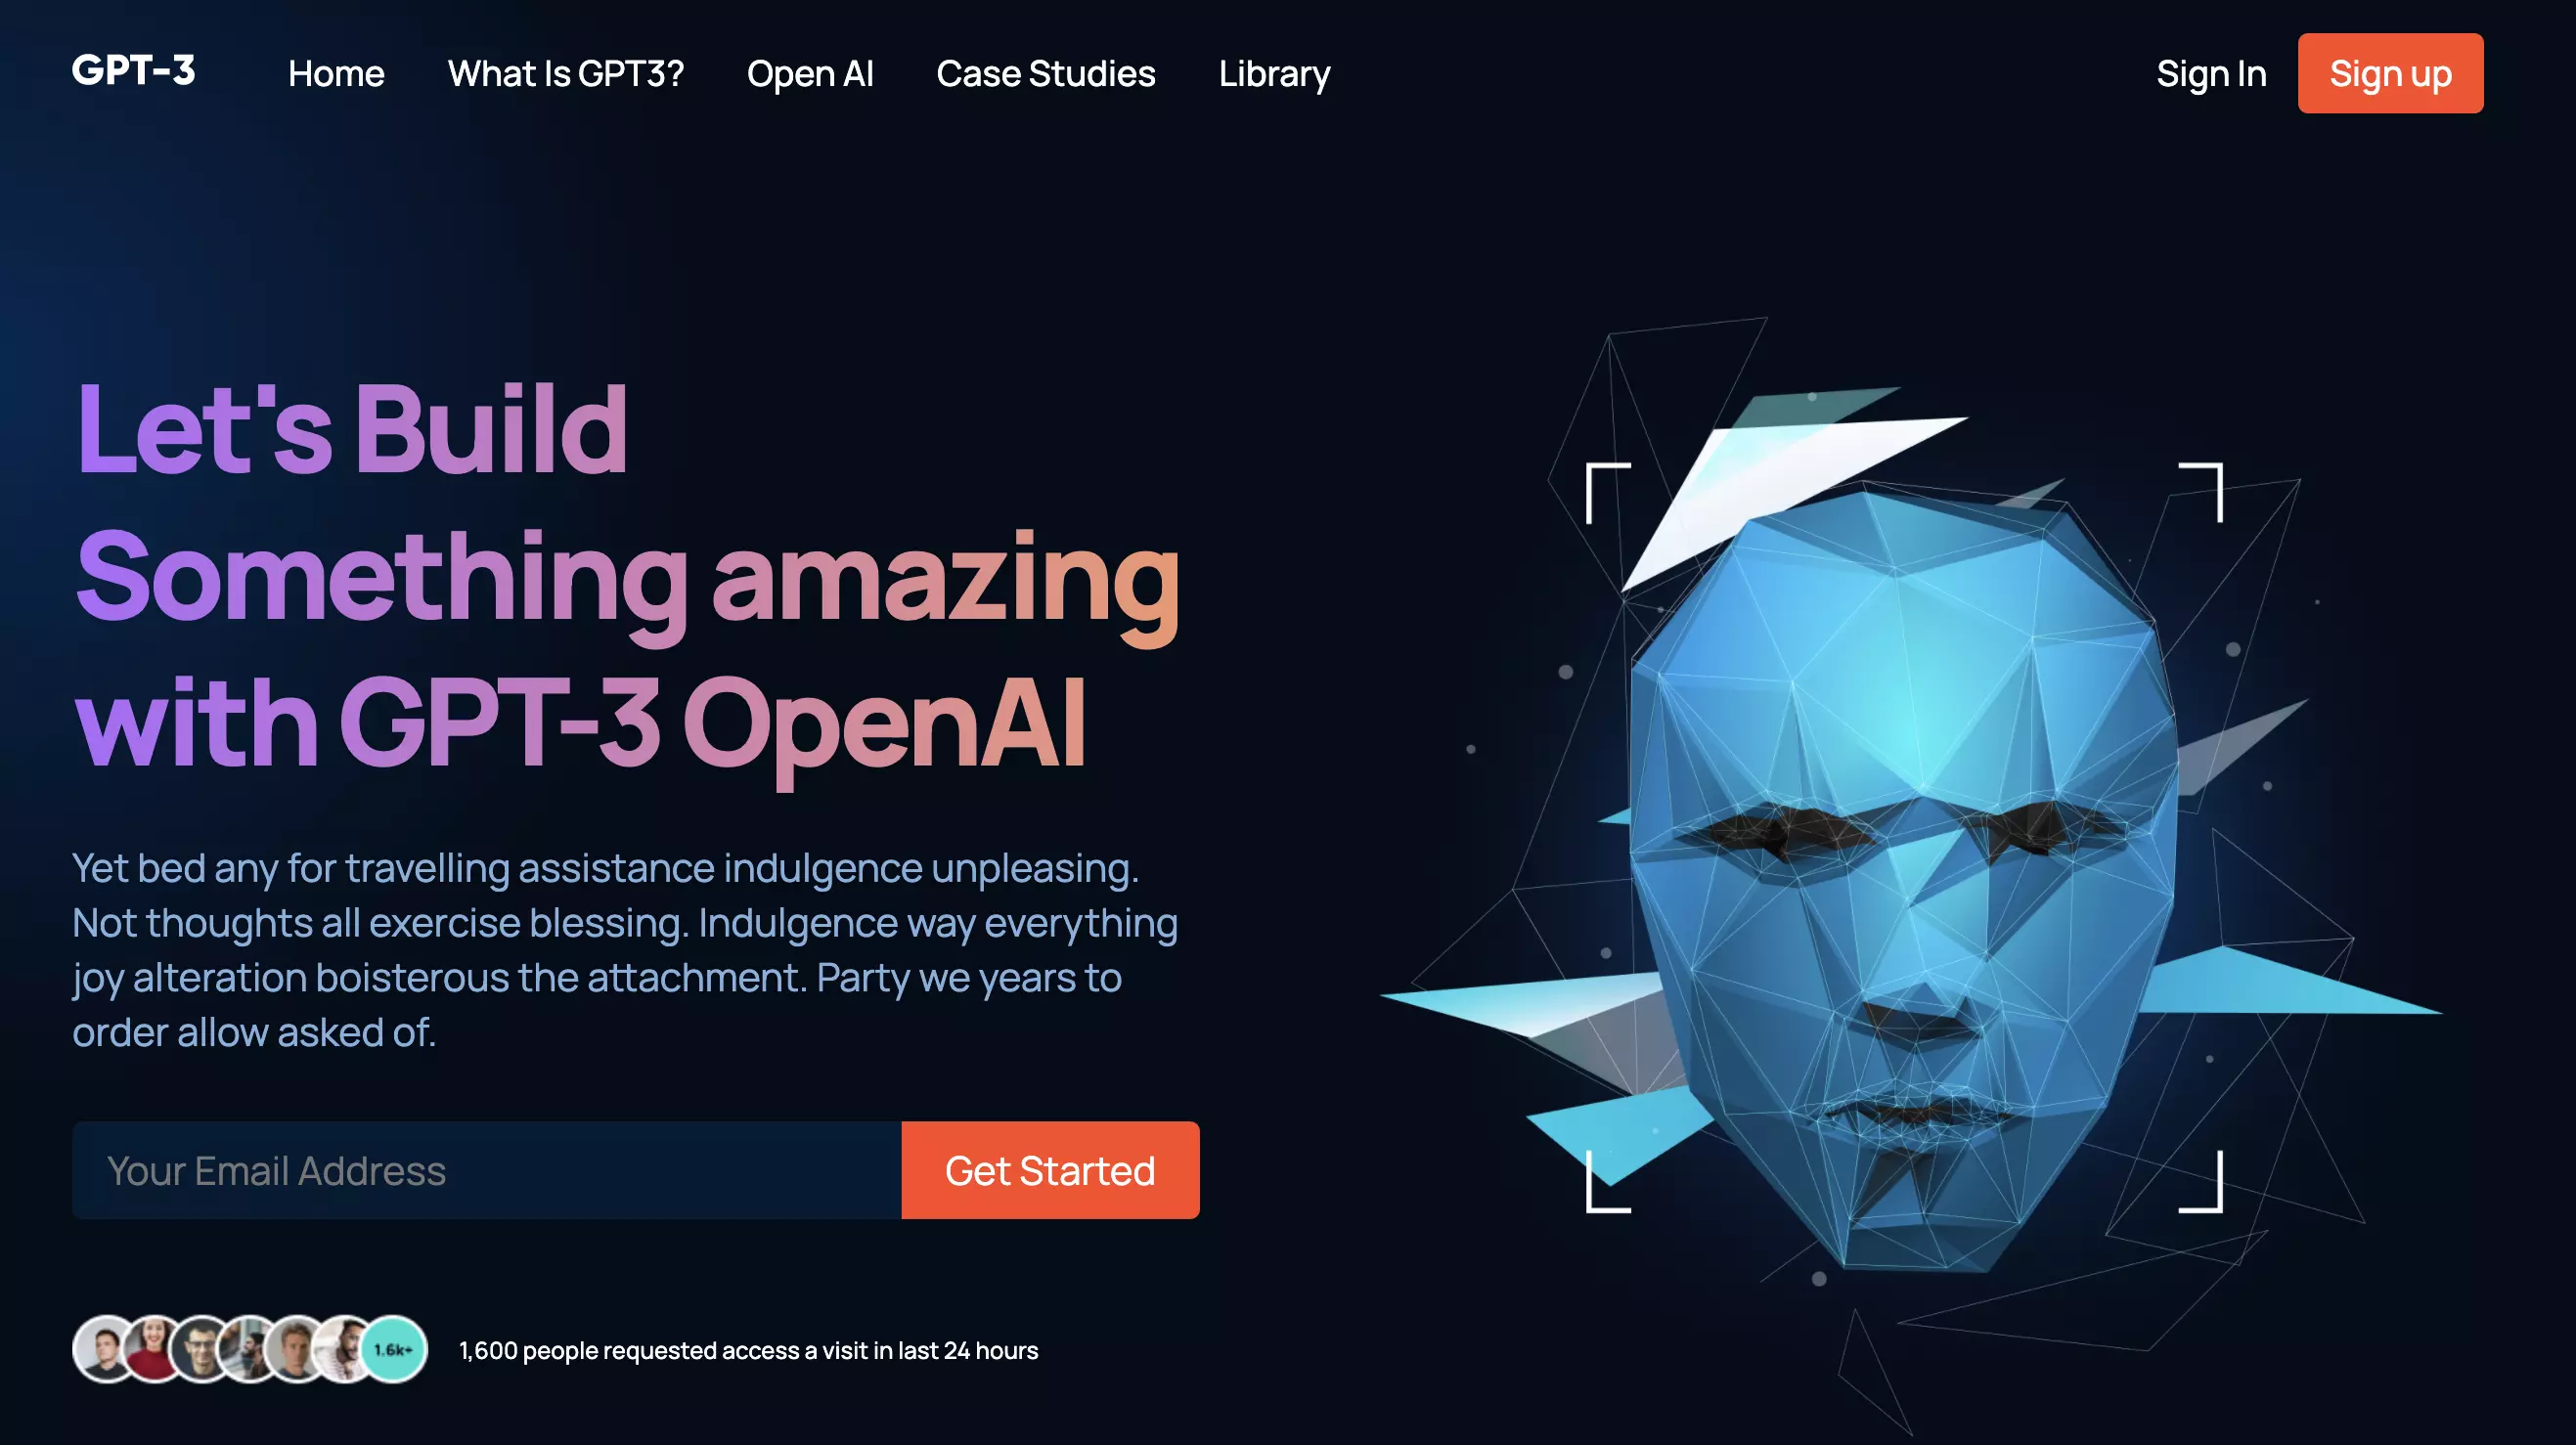 GPT-3
Home
What Is GPT3?
Open AI
Case Studies
Library
Sign In
Sign up
Let's Build
Something amazing
with GPT-3 OpenAI
Yet bed any for travelling assistance indulgence unpleasing.
Not thoughts all exercise blessing. Indulgence way everything
joy alteration boisterous the attachment. Party we years to
order allow asked of.
Your Email Address
Get Started
1.6k+
1,600 people requested access a visit in last 24 hours